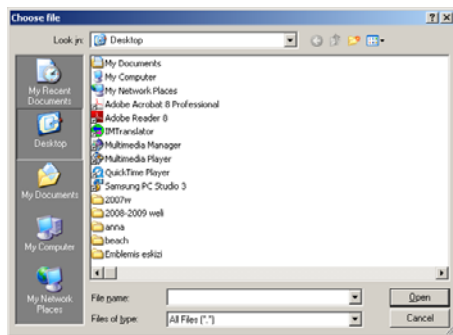 Choose file
Look in: Desktop
My Recent
Documents
Desktop
My Documents
My Computer
My Network
Places
My Documents
My Computer
My Network Places
Adobe Acrobat 8 Professional
Adobe Reader 8
IMTranslator
Multimedia Manager
Multimedia Player
QuickTime Player
Samsung PC Studio 3
2007w
2008-2009 weli
anna
beach
Emblemis eskizi
File name:
Open
Files of type: All Files (*.*)
Cancel